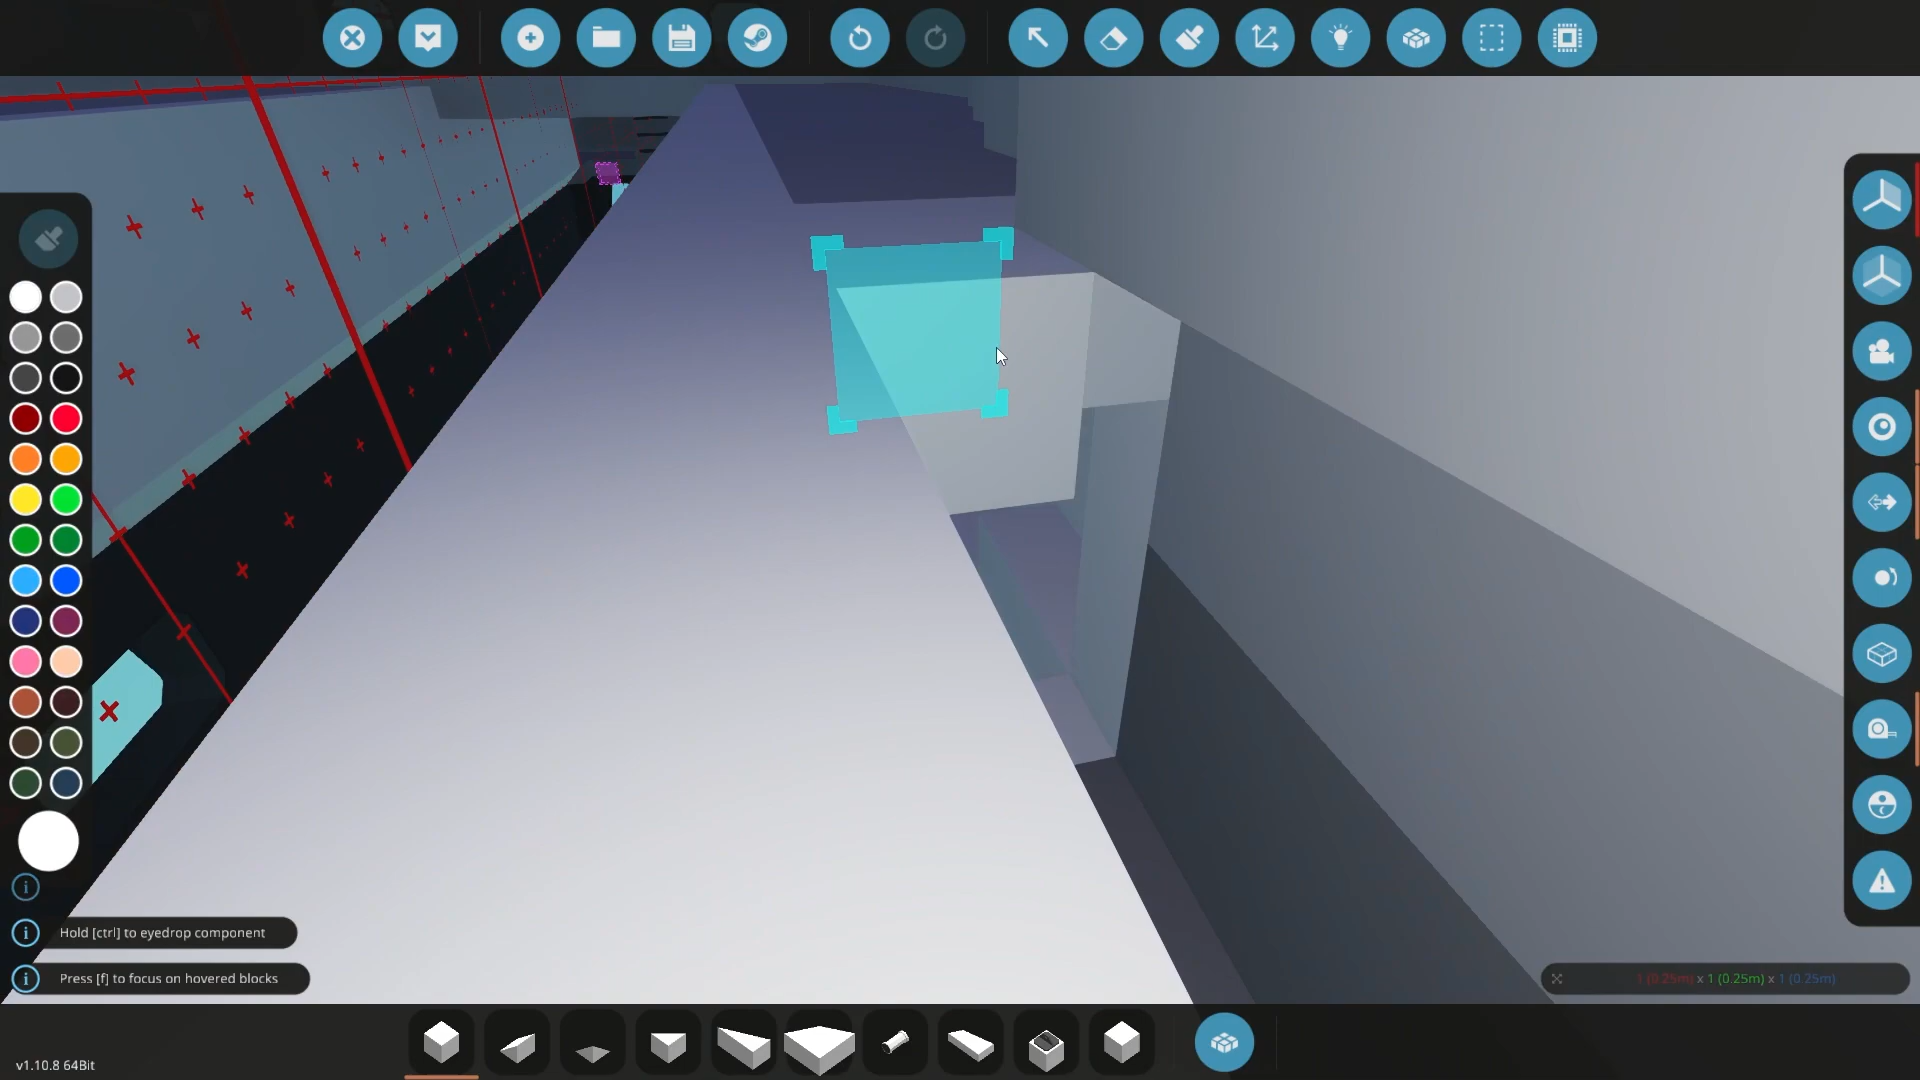 Hold [ctrl] to eyedrop component
Press [f] to focus on hovered blocks
1 (0.25m) x 1 (0.25m) x 1 (0.25m)
v1.10.8 64Bit